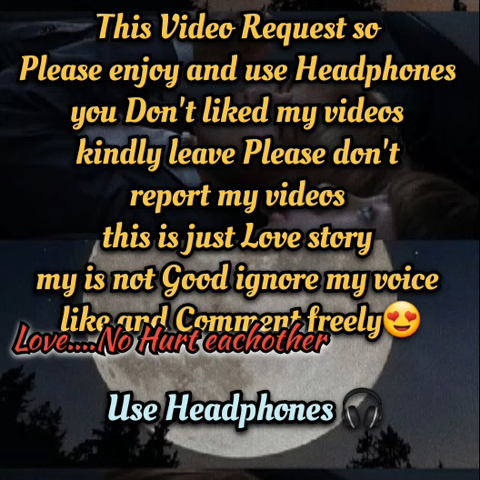 This Video Request so
Please enjoy and use Headphones
you Don't liked my videos
kindly leave Please don't
report my videos
this is just Love story
my is not Good ignore my voice
like and Comment freely😍
Love....No Hurt eachother
Use Headphones 🎧